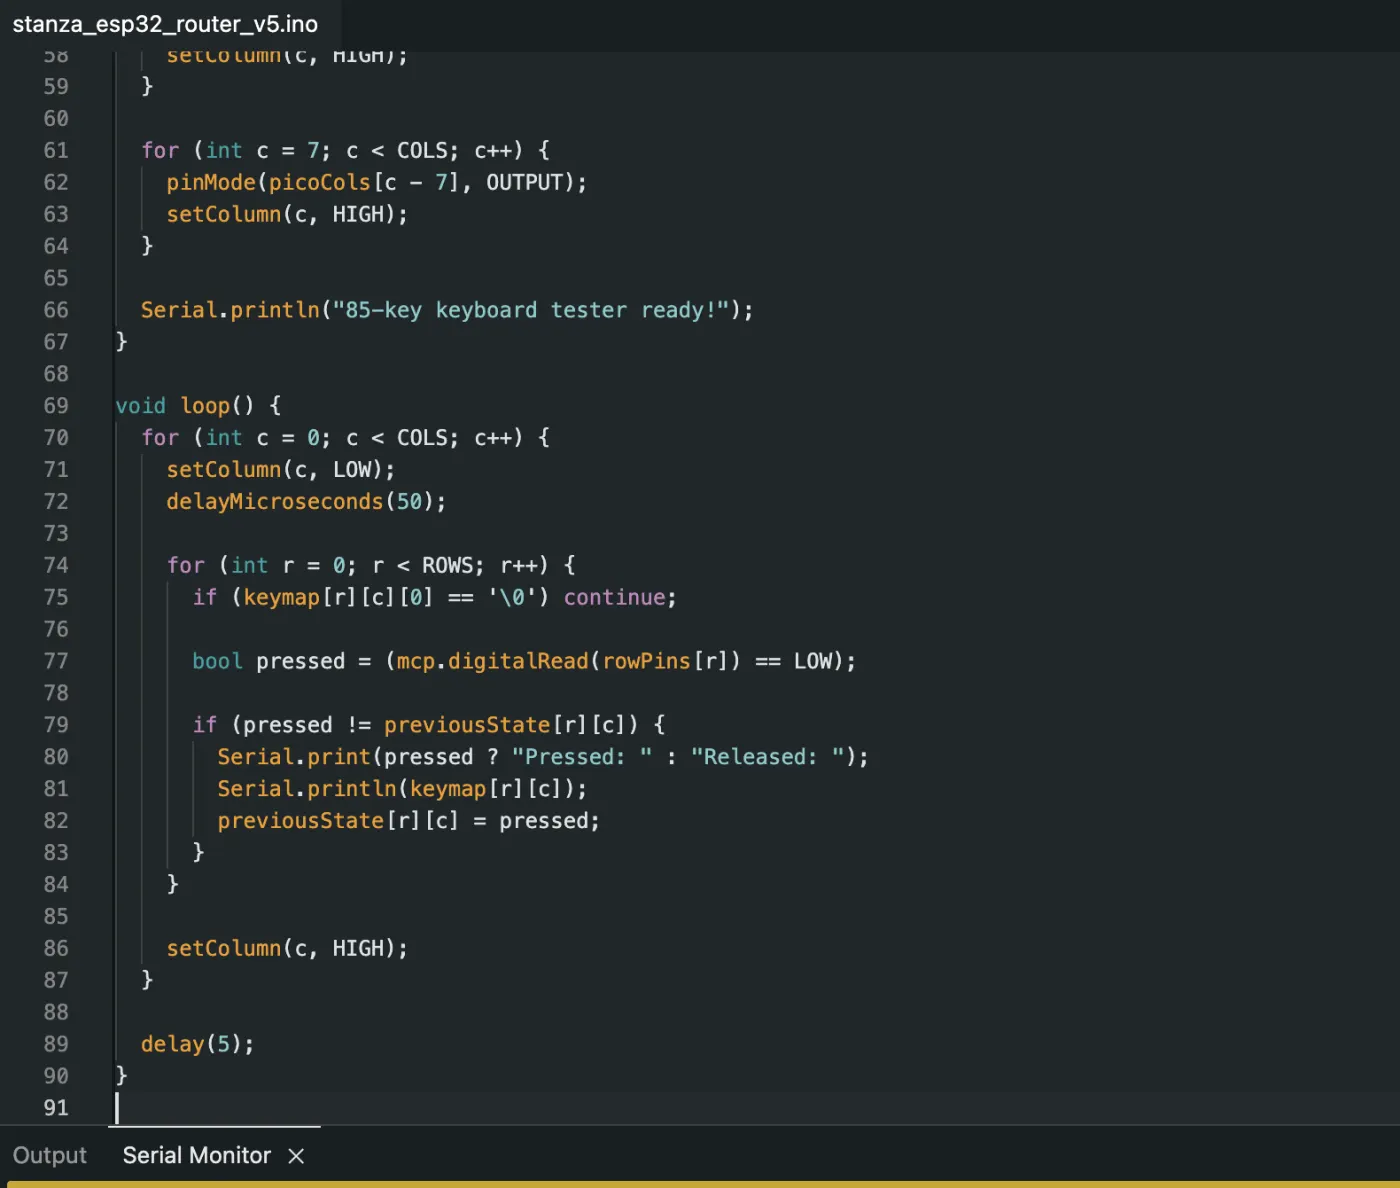 stanza_esp32_router_v5.ino
58 setColumn(c, HIGH);
59 }
60
61 for (int c = 7; c < COLS; c++) {
62 pinMode(picoCols[c - 7], OUTPUT);
63 setColumn(c, HIGH);
64 }
65
66 Serial.println("85-key keyboard tester ready!");
67 }
68
69 void loop() {
70 for (int c = 0; c < COLS; c++) {
71 setColumn(c, LOW);
72 delayMicroseconds(50);
73
74 for (int r = 0; r < ROWS; r++) {
75 if (keymap[r][c][0] == '\0') continue;
76
77 bool pressed = (mcp.digitalRead(rowPins[r]) == LOW);
78
79 if (pressed != previousState[r][c]) {
80 Serial.print(pressed ? "Pressed: " : "Released: ");
81 Serial.println(keymap[r][c]);
82 previousState[r][c] = pressed;
83 }
84 }
85
86 setColumn(c, HIGH);
87 }
88
89 delay(5);
90 }
91
Output Serial Monitor ×